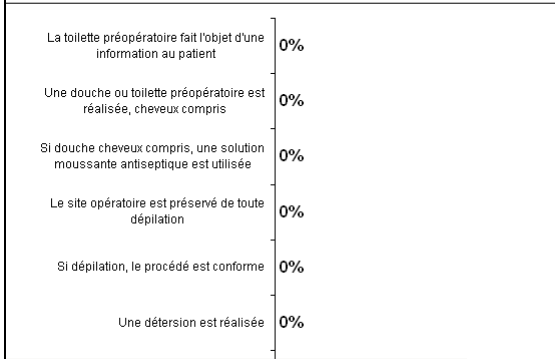 La toilette préopératoire fait l'objet d'une
information au patient
0%
Une douche ou toilette préopératoire est
réalisée, cheveux compris
0%
Si douche cheveux compris, une solution
moussante antiseptique est utilisée
0%
Le site opératoire est préservé de toute
dépilation
0%
Si dépilation, le procédé est conforme
0%
Une détersion est réalisée
0%